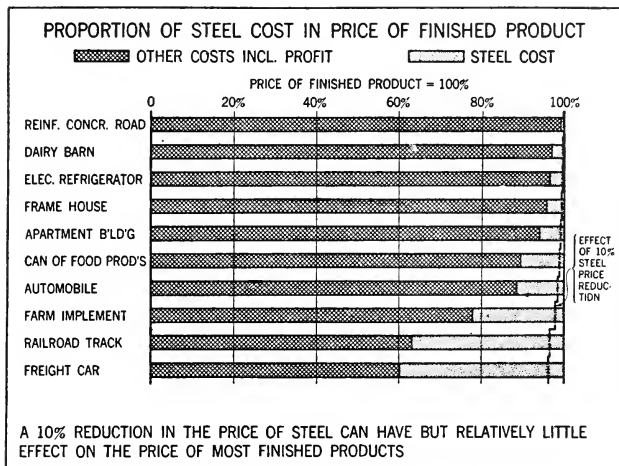 PROPORTION OF STEEL COST IN PRICE OF FINISHED PRODUCT
OTHER COSTS INCL. PROFIT STEEL COST
PRICE OF FINISHED PRODUCT = 100%
0 20% 40% 60% 80% 100%
REINF. CONCR. ROAD
DAIRY BARN
ELEC. REFRIGERATOR
FRAME HOUSE
APARTMENT B'LD'G
CAN OF FOOD PROD'S
AUTOMOBILE
FARM IMPLEMENT
RAILROAD TRACK
FREIGHT CAR
EFFECT
OF 10%
STEEL
PRICE
REDUC-
TION
A 10% REDUCTION IN THE PRICE OF STEEL CAN HAVE BUT RELATIVELY LITTLE
EFFECT ON THE PRICE OF MOST FINISHED PRODUCTS